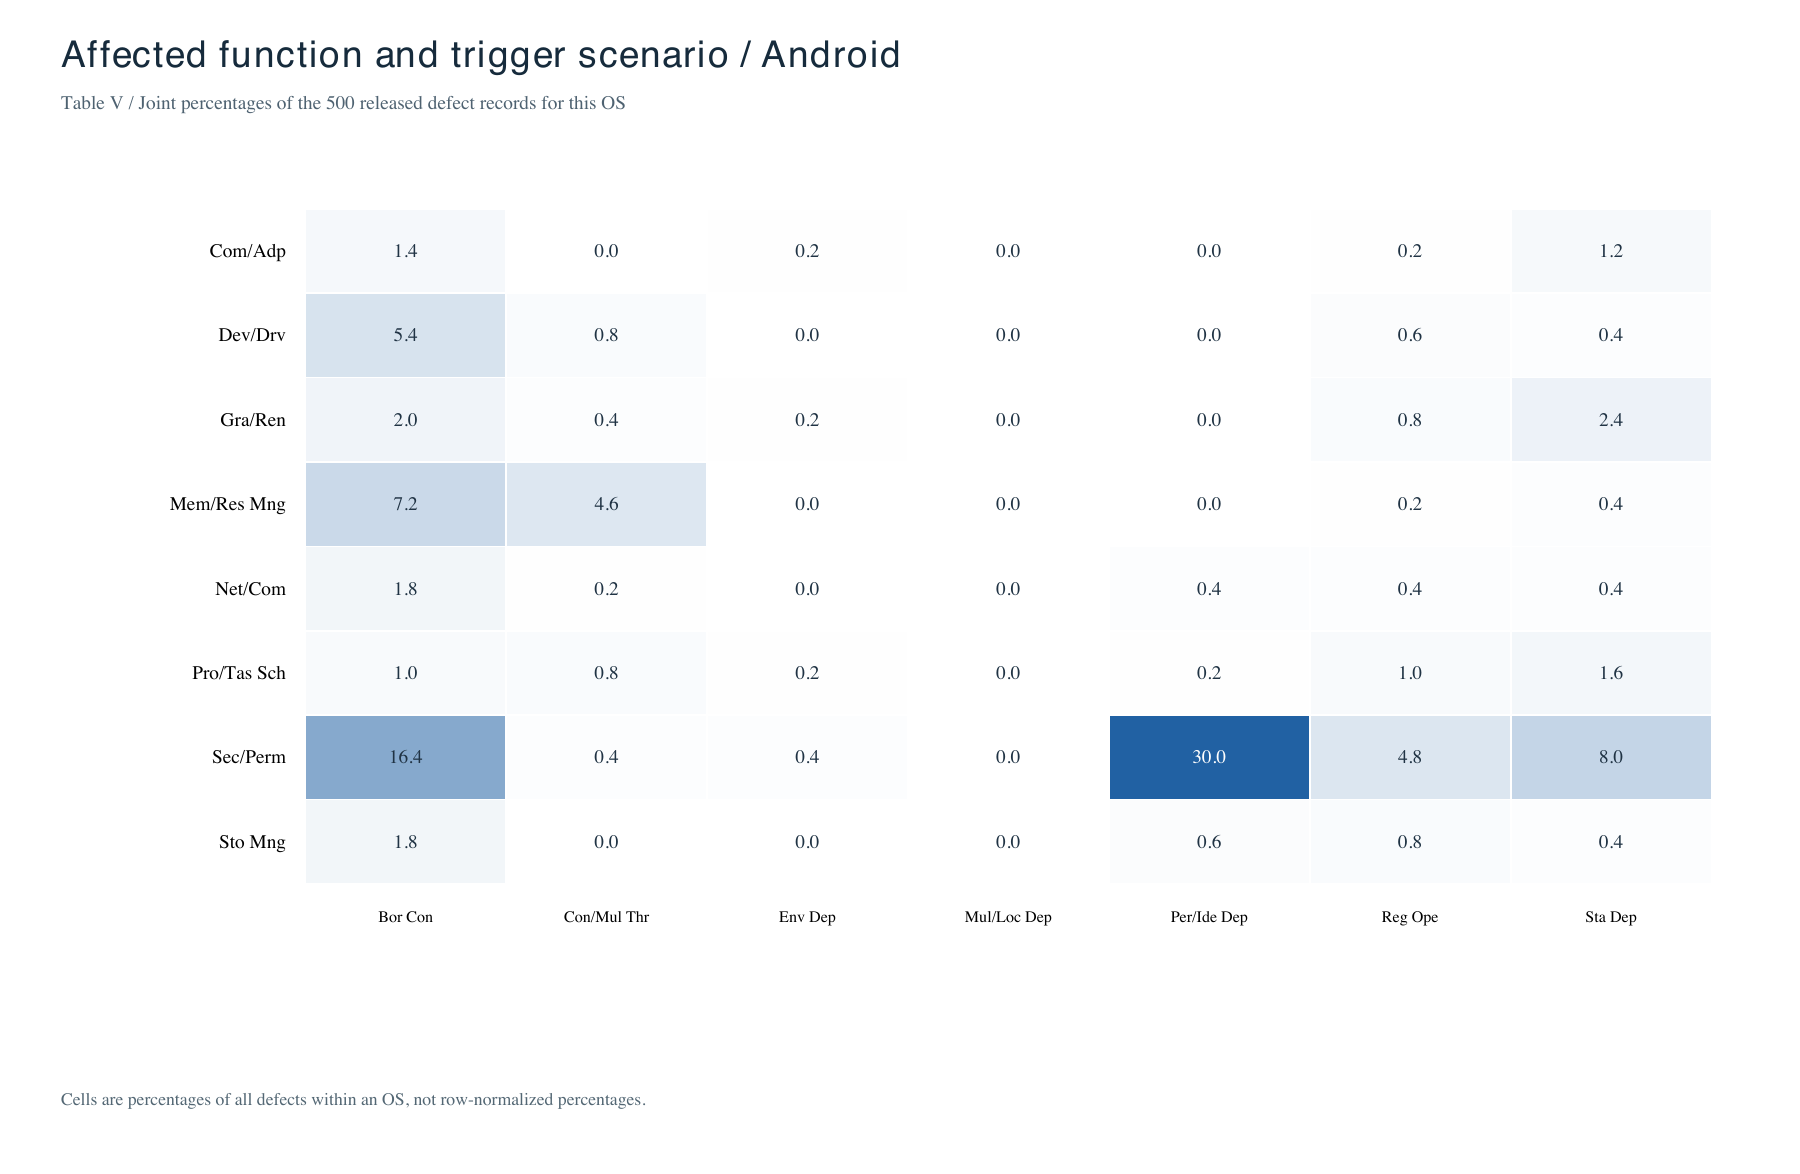 Affected function and trigger scenario / Android
Table V / Joint percentages of the 500 released defect records for this OS
Com/Adp 1.4 0.0 0.2 0.0 0.0 0.2 1.2
Dev/Drv 5.4 0.8 0.0 0.0 0.0 0.6 0.4
Gra/Ren 2.0 0.4 0.2 0.0 0.0 0.8 2.4
Mem/Res Mng 7.2 4.6 0.0 0.0 0.0 0.2 0.4
Net/Com 1.8 0.2 0.0 0.0 0.4 0.4 0.4
Pro/Tas Sch 1.0 0.8 0.2 0.0 0.2 1.0 1.6
Sec/Perm 16.4 0.4 0.4 0.0 30.0 4.8 8.0
Sto Mng 1.8 0.0 0.0 0.0 0.6 0.8 0.4
Bor Con Con/Mul Thr Env Dep Mul/Loc Dep Per/Ide Dep Reg Ope Sta Dep
Cells are percentages of all defects within an OS, not row-normalized percentages.